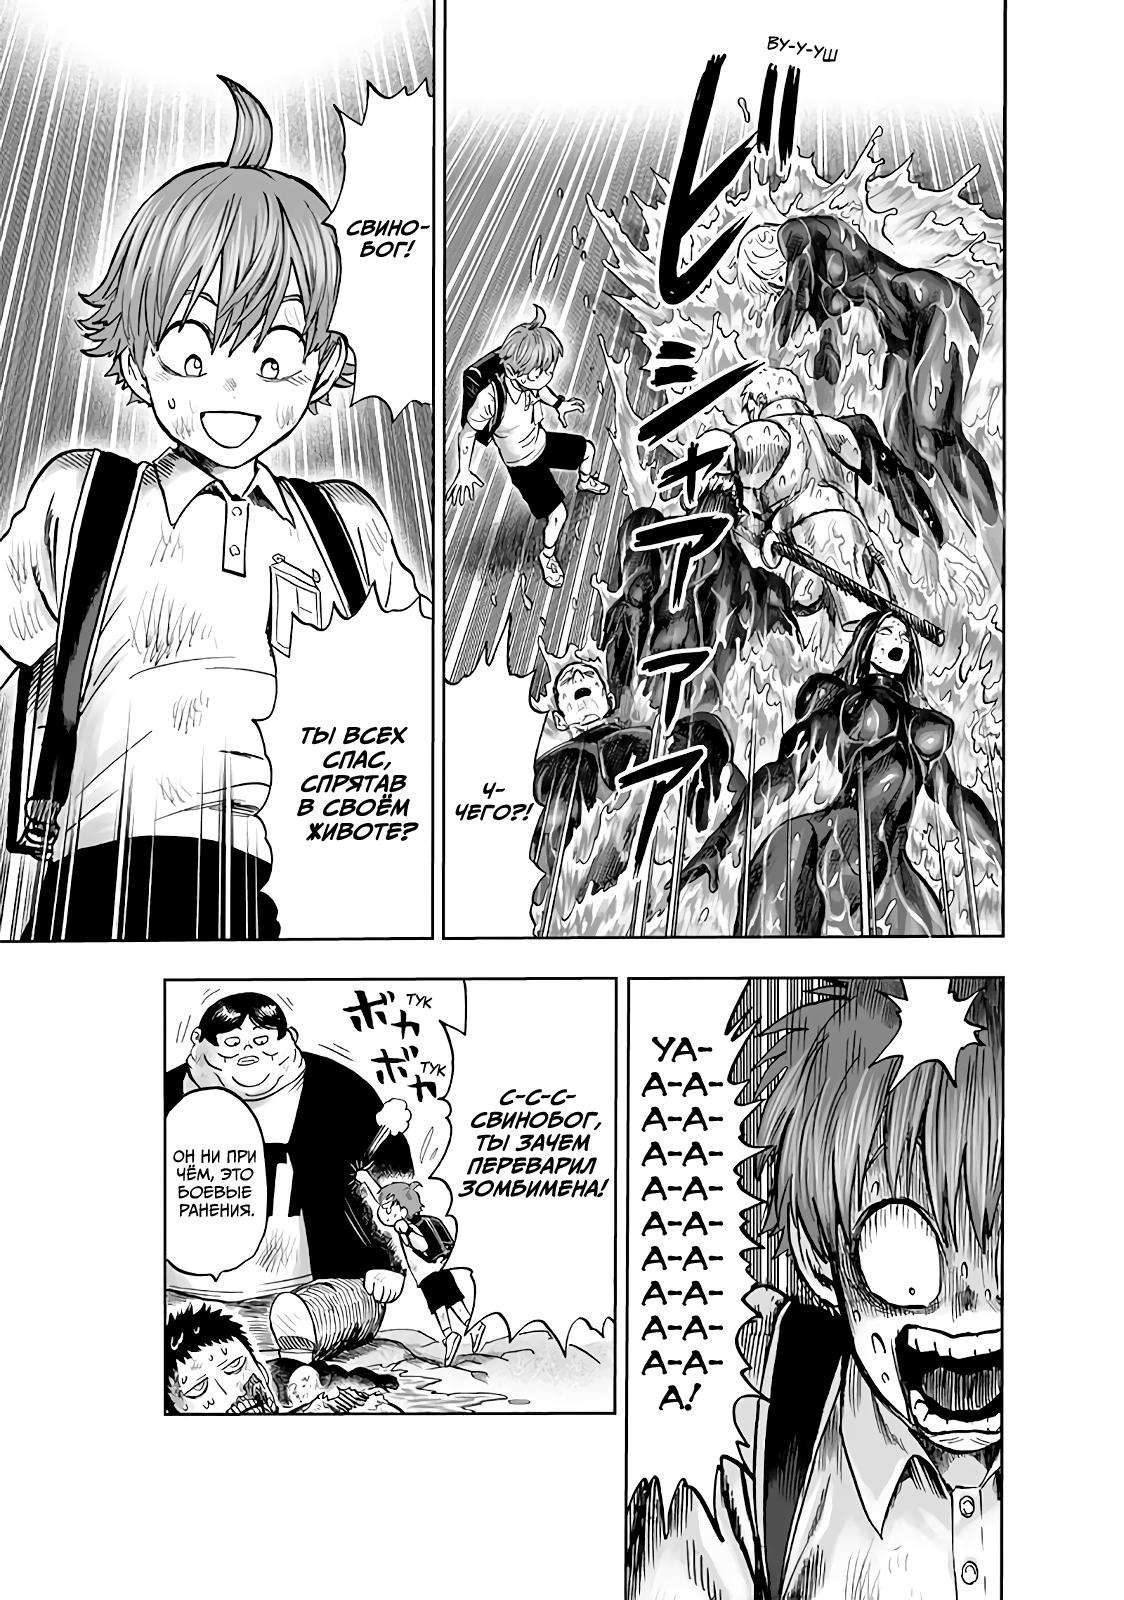 ВУ-У-УШ
ビシャアアアア
Ч-
ЧЕГО?!
СВИНО-
БОГ!
ТЫ ВСЕХ
СПАС,
СПРЯТАВ
В СВОЁМ
ЖИВОТЕ?
УА-
А-А-
А-А-
А-А-
А-А-
А-А-
А-А-
А-А-
А-А-
А-А-
А!
ТУК
ボカ
ТУК
ボカ
С-С-С-
СВИНОБОГ,
ТЫ ЗАЧЕМ
ПЕРЕВАРИЛ
ЗОМБИМЕНА!
ОН НИ ПРИ
ЧЁМ, ЭТО
БОЕВЫЕ
РАНЕНИЯ.